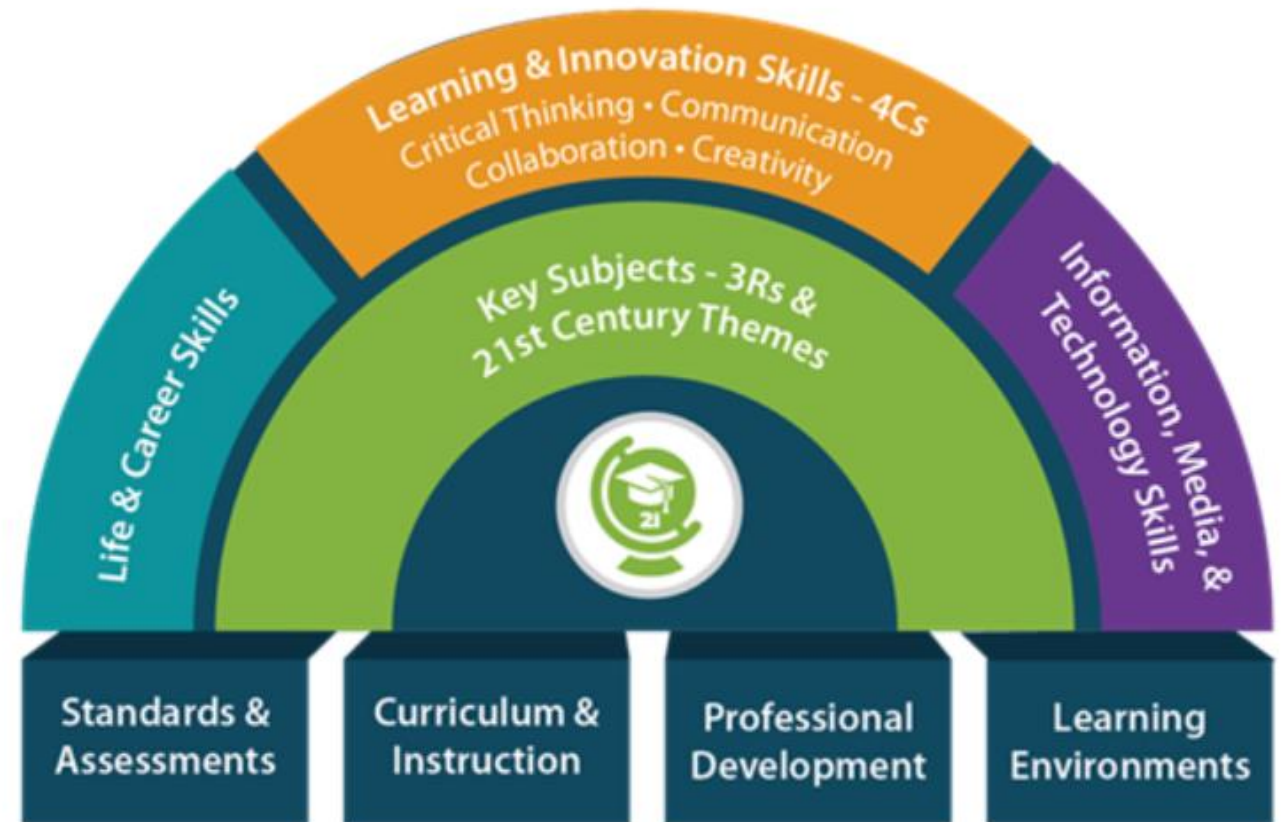 Learning & Innovation Skills - 4Cs
Critical Thinking • Communication
Collaboration • Creativity
Life & Career Skills
Key Subjects - 3Rs &
21st Century Themes
Information, Media, &
Technology Skills
21
Standards &
Assessments
Curriculum &
Instruction
Professional
Development
Learning
Environments